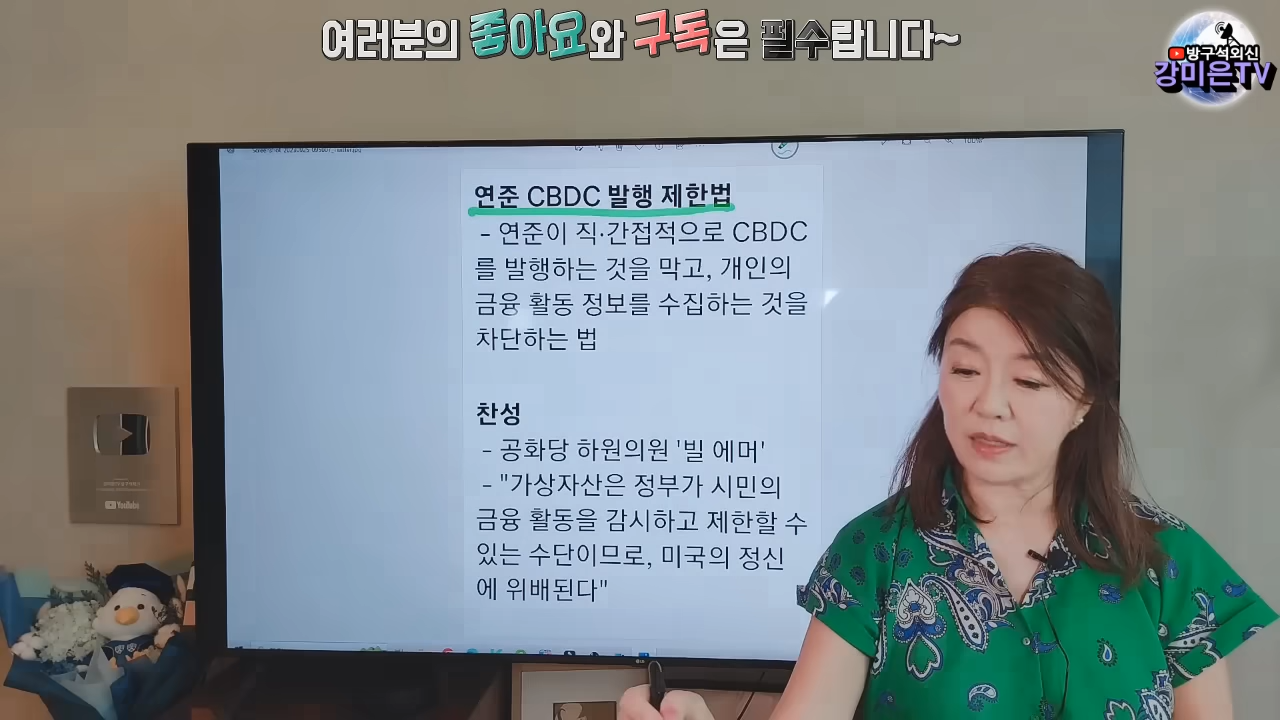 여러분의 좋아요와 구독은 필수랍니다~
방구석외신
강미은TV
연준 CBDC 발행 제한법
- 연준이 직·간접적으로 CBDC
를 발행하는 것을 막고, 개인의
금융 활동 정보를 수집하는 것을
차단하는 법
찬성
- 공화당 하원의원 '빌 에머'
- "가상자산은 정부가 시민의
금융 활동을 감시하고 제한할 수
있는 수단이므로, 미국의 정신
에 위배된다"
YouTube
LG